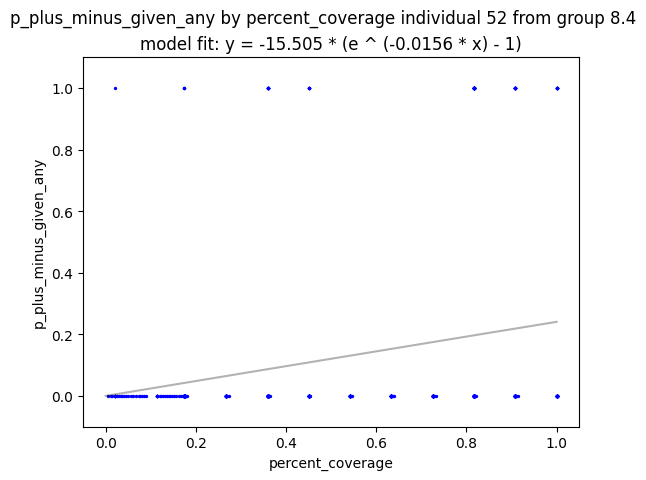 p_plus_minus_given_any by percent_coverage individual 52 from group 8.4
model fit: y = -15.505 * (e ^ (-0.0156 * x) - 1)
1.0
0.8
0.6
0.4
0.2
0.0
p_plus_minus_given_any
0.0 0.2 0.4 0.6 0.8 1.0
percent_coverage